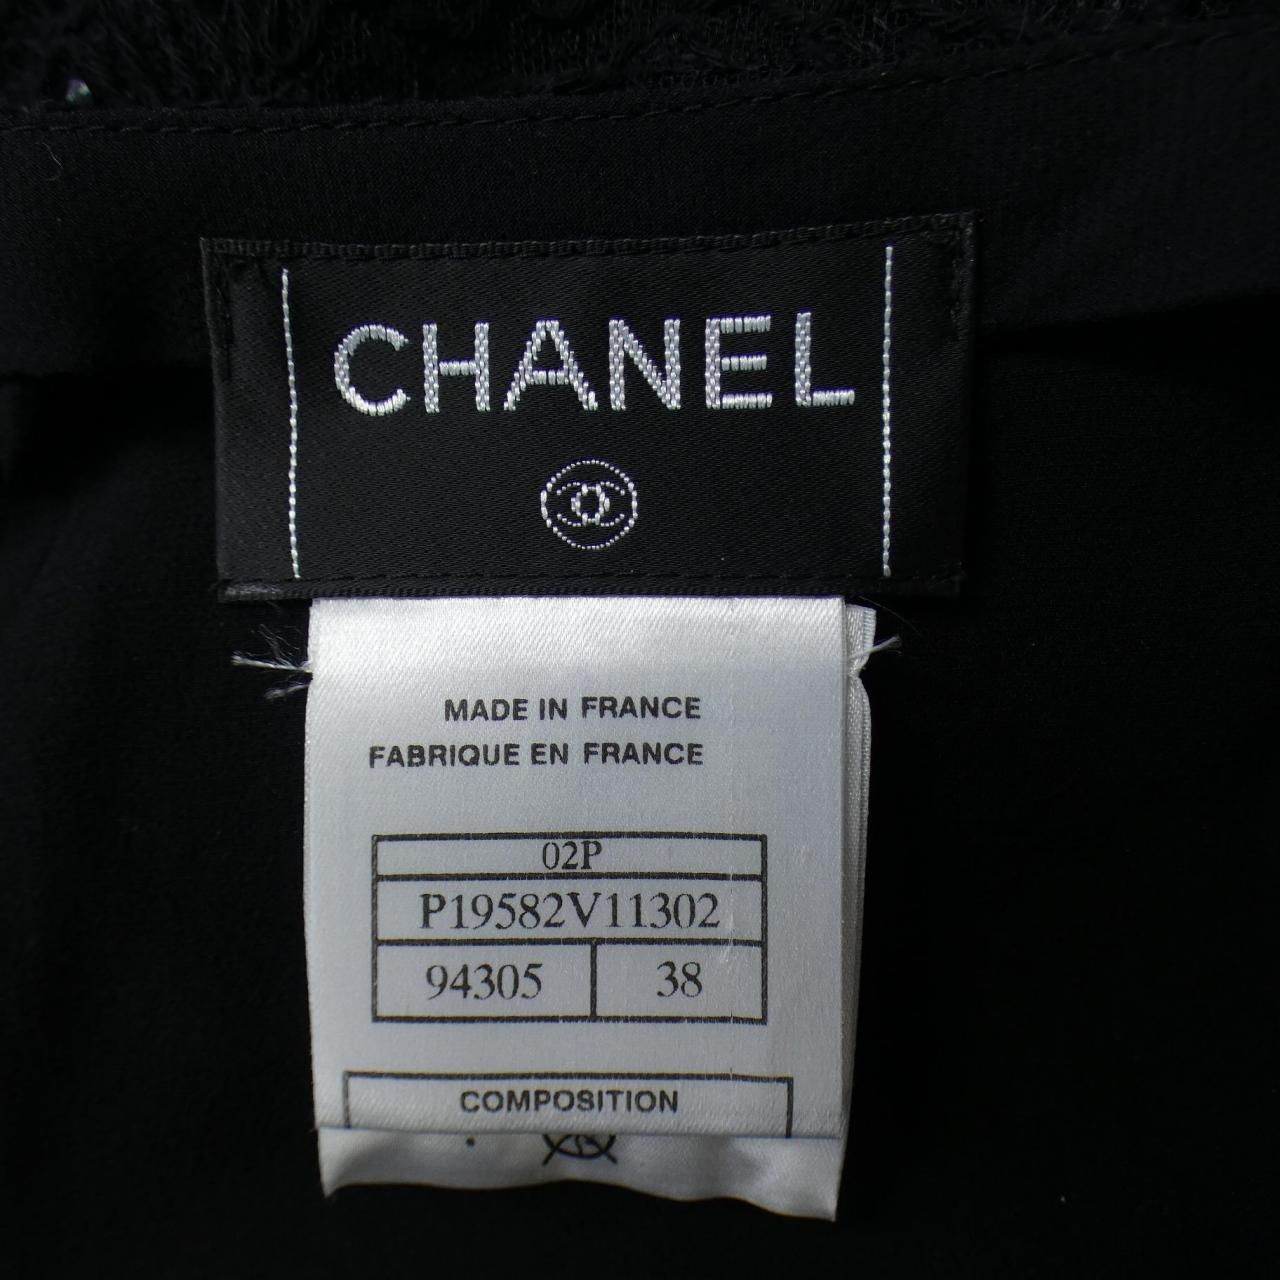 CHANEL
MADE IN FRANCE
FABRIQUE EN FRANCE
02P
P19582V11302
94305 38
COMPOSITION